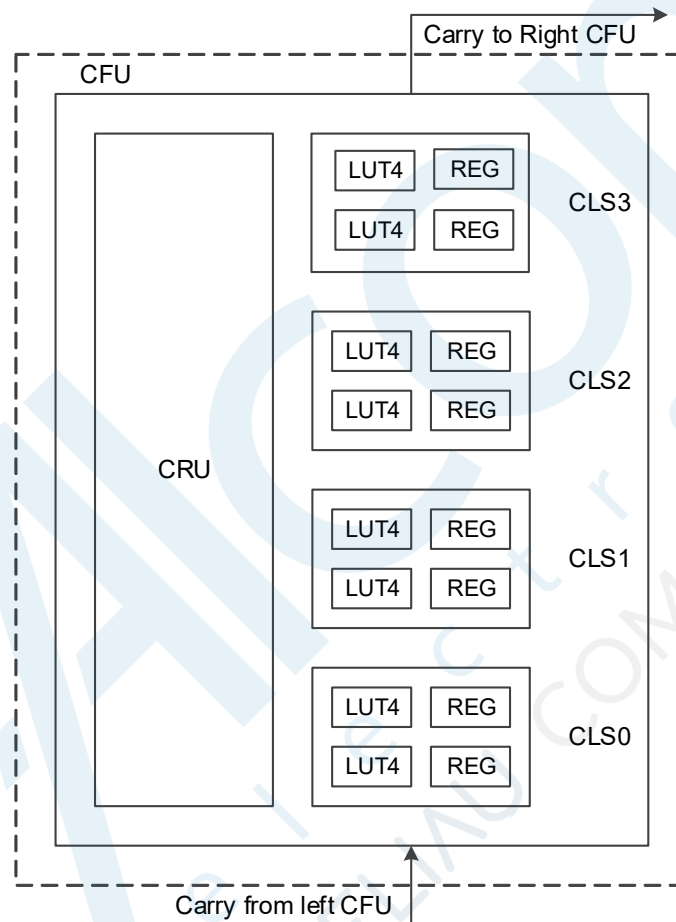 Carry to Right CFU
CFU
LUT4 REG
CLS3
LUT4 REG
LUT4 REG
CLS2
LUT4 REG
CRU
LUT4 REG
CLS1
LUT4 REG
LUT4 REG
CLS0
LUT4 REG
Carry from left CFU